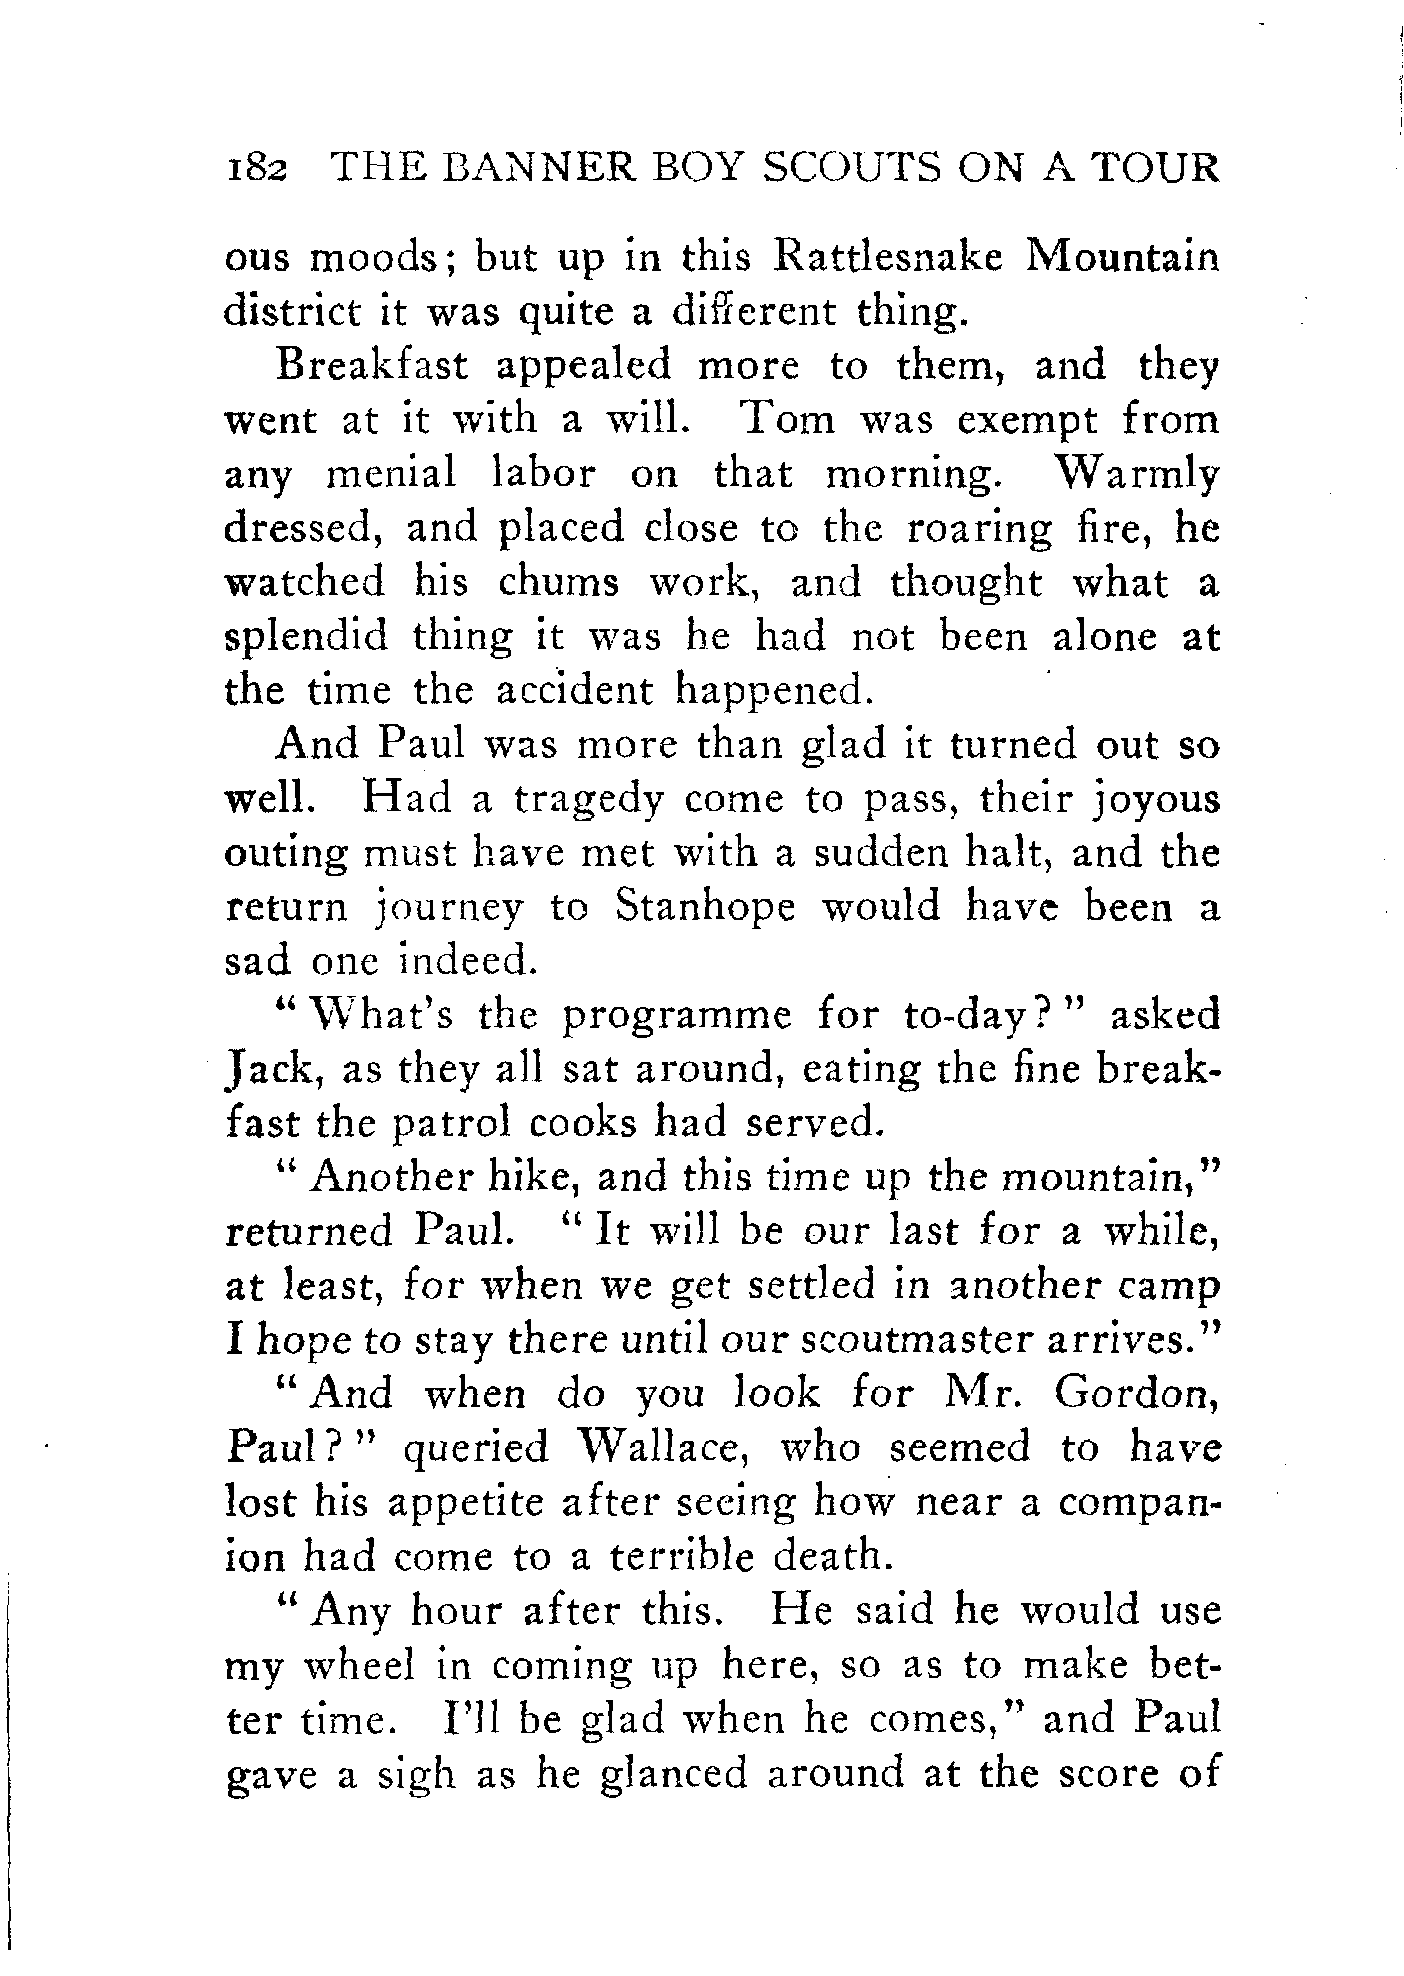 182 THE BANNER BOY SCOUTS ON A TOUR
ous moods; but up in this Rattlesnake Mountain
district it was quite a different thing.
Breakfast appealed more to them, and they
went at it with a will. Tom was exempt from
any menial labor on that morning. Warmly
dressed, and placed close to the roaring fire, he
watched his chums work, and thought what a
splendid thing it was he had not been alone at
the time the accident happened.
And Paul was more than glad it turned out so
well. Had a tragedy come to pass, their joyous
outing must have met with a sudden halt, and the
return journey to Stanhope would have been a
sad one indeed.
" What's the programme for to-day? " asked
Jack, as they all sat around, eating the fine break-
fast the patrol cooks had served.
" Another hike, and this time up the mountain,"
returned Paul. " It will be our last for a while,
at least, for when we get settled in another camp
I hope to stay there until our scoutmaster arrives."
" And when do you look for Mr. Gordon,
Paul? " queried Wallace, who seemed to have
lost his appetite after seeing how near a compan-
ion had come to a terrible death.
" Any hour after this. He said he would use
my wheel in coming up here, so as to make bet-
ter time. I'll be glad when he comes," and Paul
gave a sigh as he glanced around at the score of